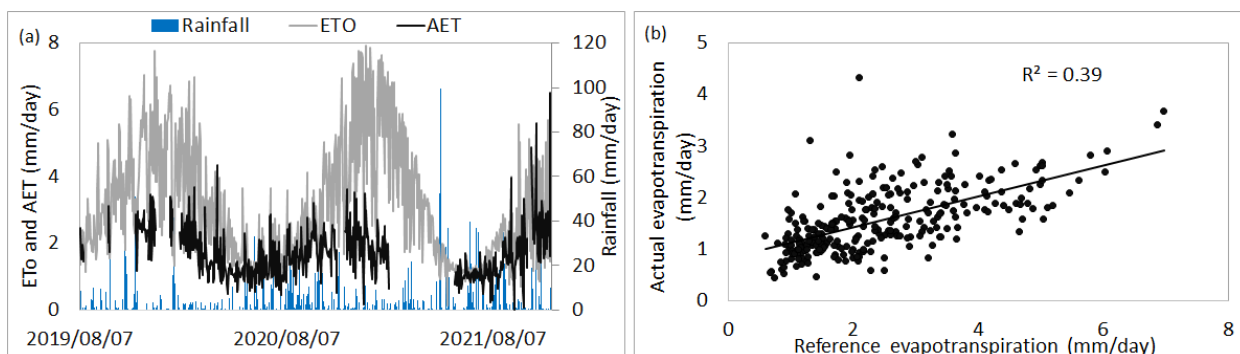 (a)
Rainfall
ETO
AET
8
6
4
2
0
ETo and AET (mm/day)
120
100
80
60
40
20
0
Rainfall (mm/day)
2019/08/07
2020/08/07
2021/08/07
(b)
5
4
3
2
1
0
Actual evapotranspiration
(mm/day)
R² = 0.39
0
2
4
6
8
Reference evapotranspiration (mm/day)